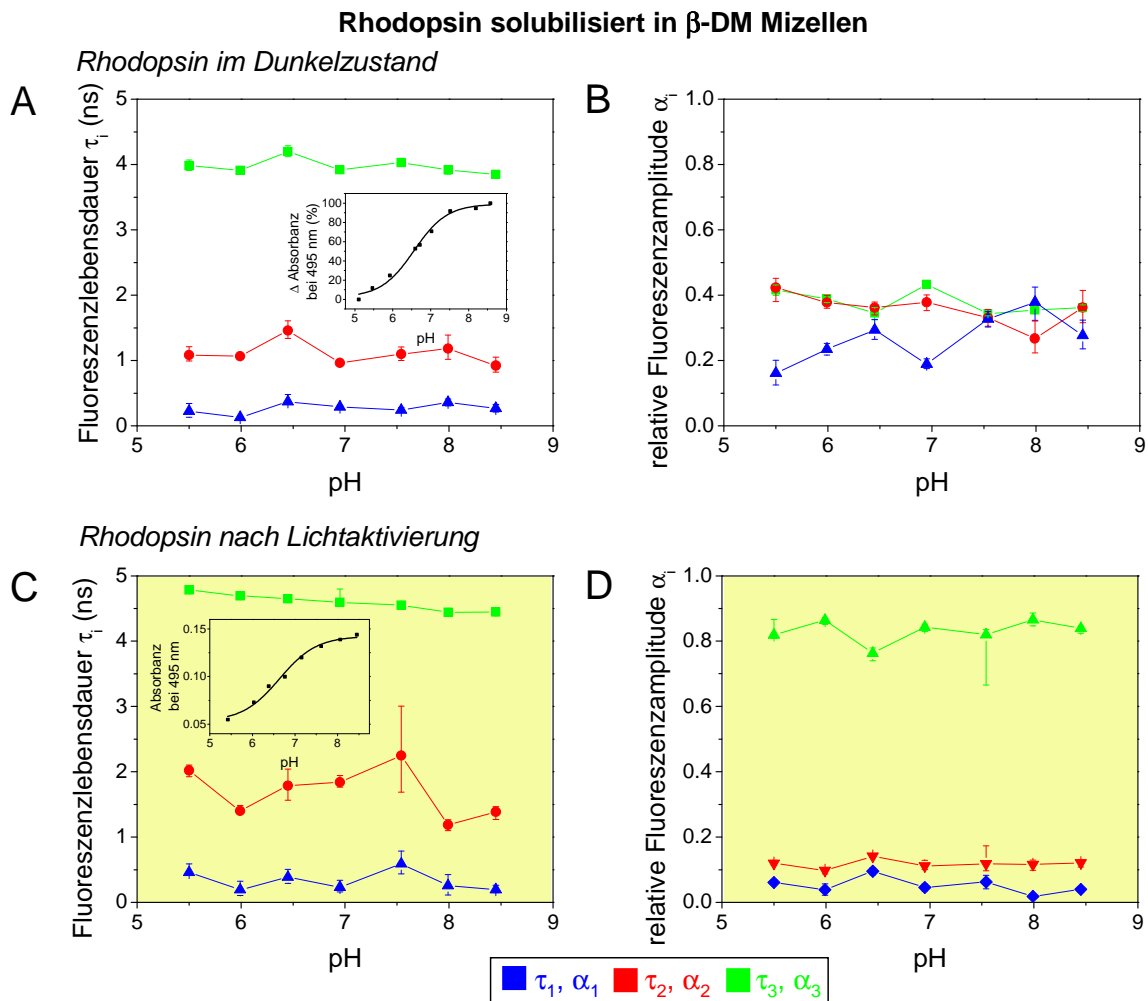 Rhodopsin solubilisiert in β-DM Mizellen
Rhodopsin im Dunkelzustand
A
Fluoreszenzlebensdauer τi (ns)
5
4
3
2
1
0
5 6 7 8 9
pH
Δ Absorbanz
bei 495 nm (%)
100
80
60
40
20
0
5 6 7 8 9
pH
B
relative Fluoreszenzamplitude αi
1.0
0.8
0.6
0.4
0.2
0.0
5 6 7 8 9
pH
Rhodopsin nach Lichtaktivierung
C
Fluoreszenzlebensdauer τi (ns)
5
4
3
2
1
0
5 6 7 8 9
pH
Absorbanz
bei 495 nm
0.15
0.10
0.05
5 6 7 8
pH
D
relative Fluoreszenzamplitude αi
1.0
0.8
0.6
0.4
0.2
0.0
5 6 7 8 9
pH
τ1, α1 τ2, α2 τ3, α3